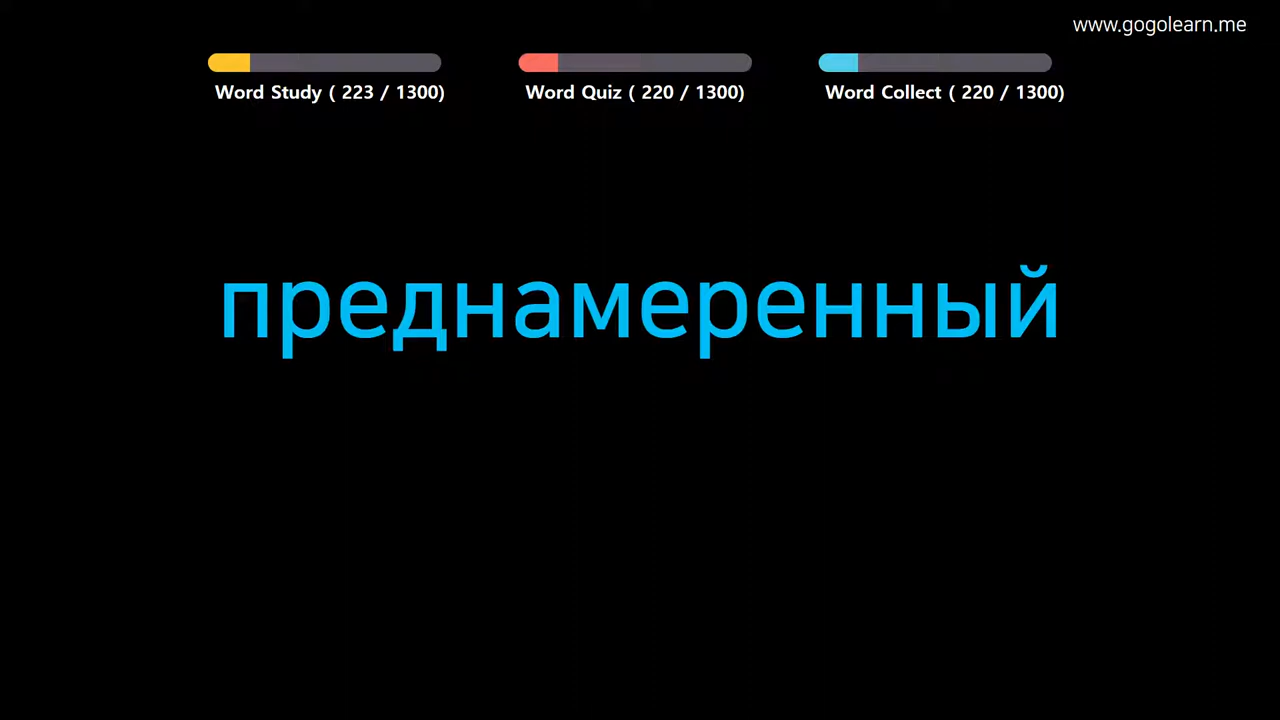 www.gogolearn.me
Word Study ( 223 / 1300)
Word Quiz ( 220 / 1300)
Word Collect ( 220 / 1300)
преднамеренный